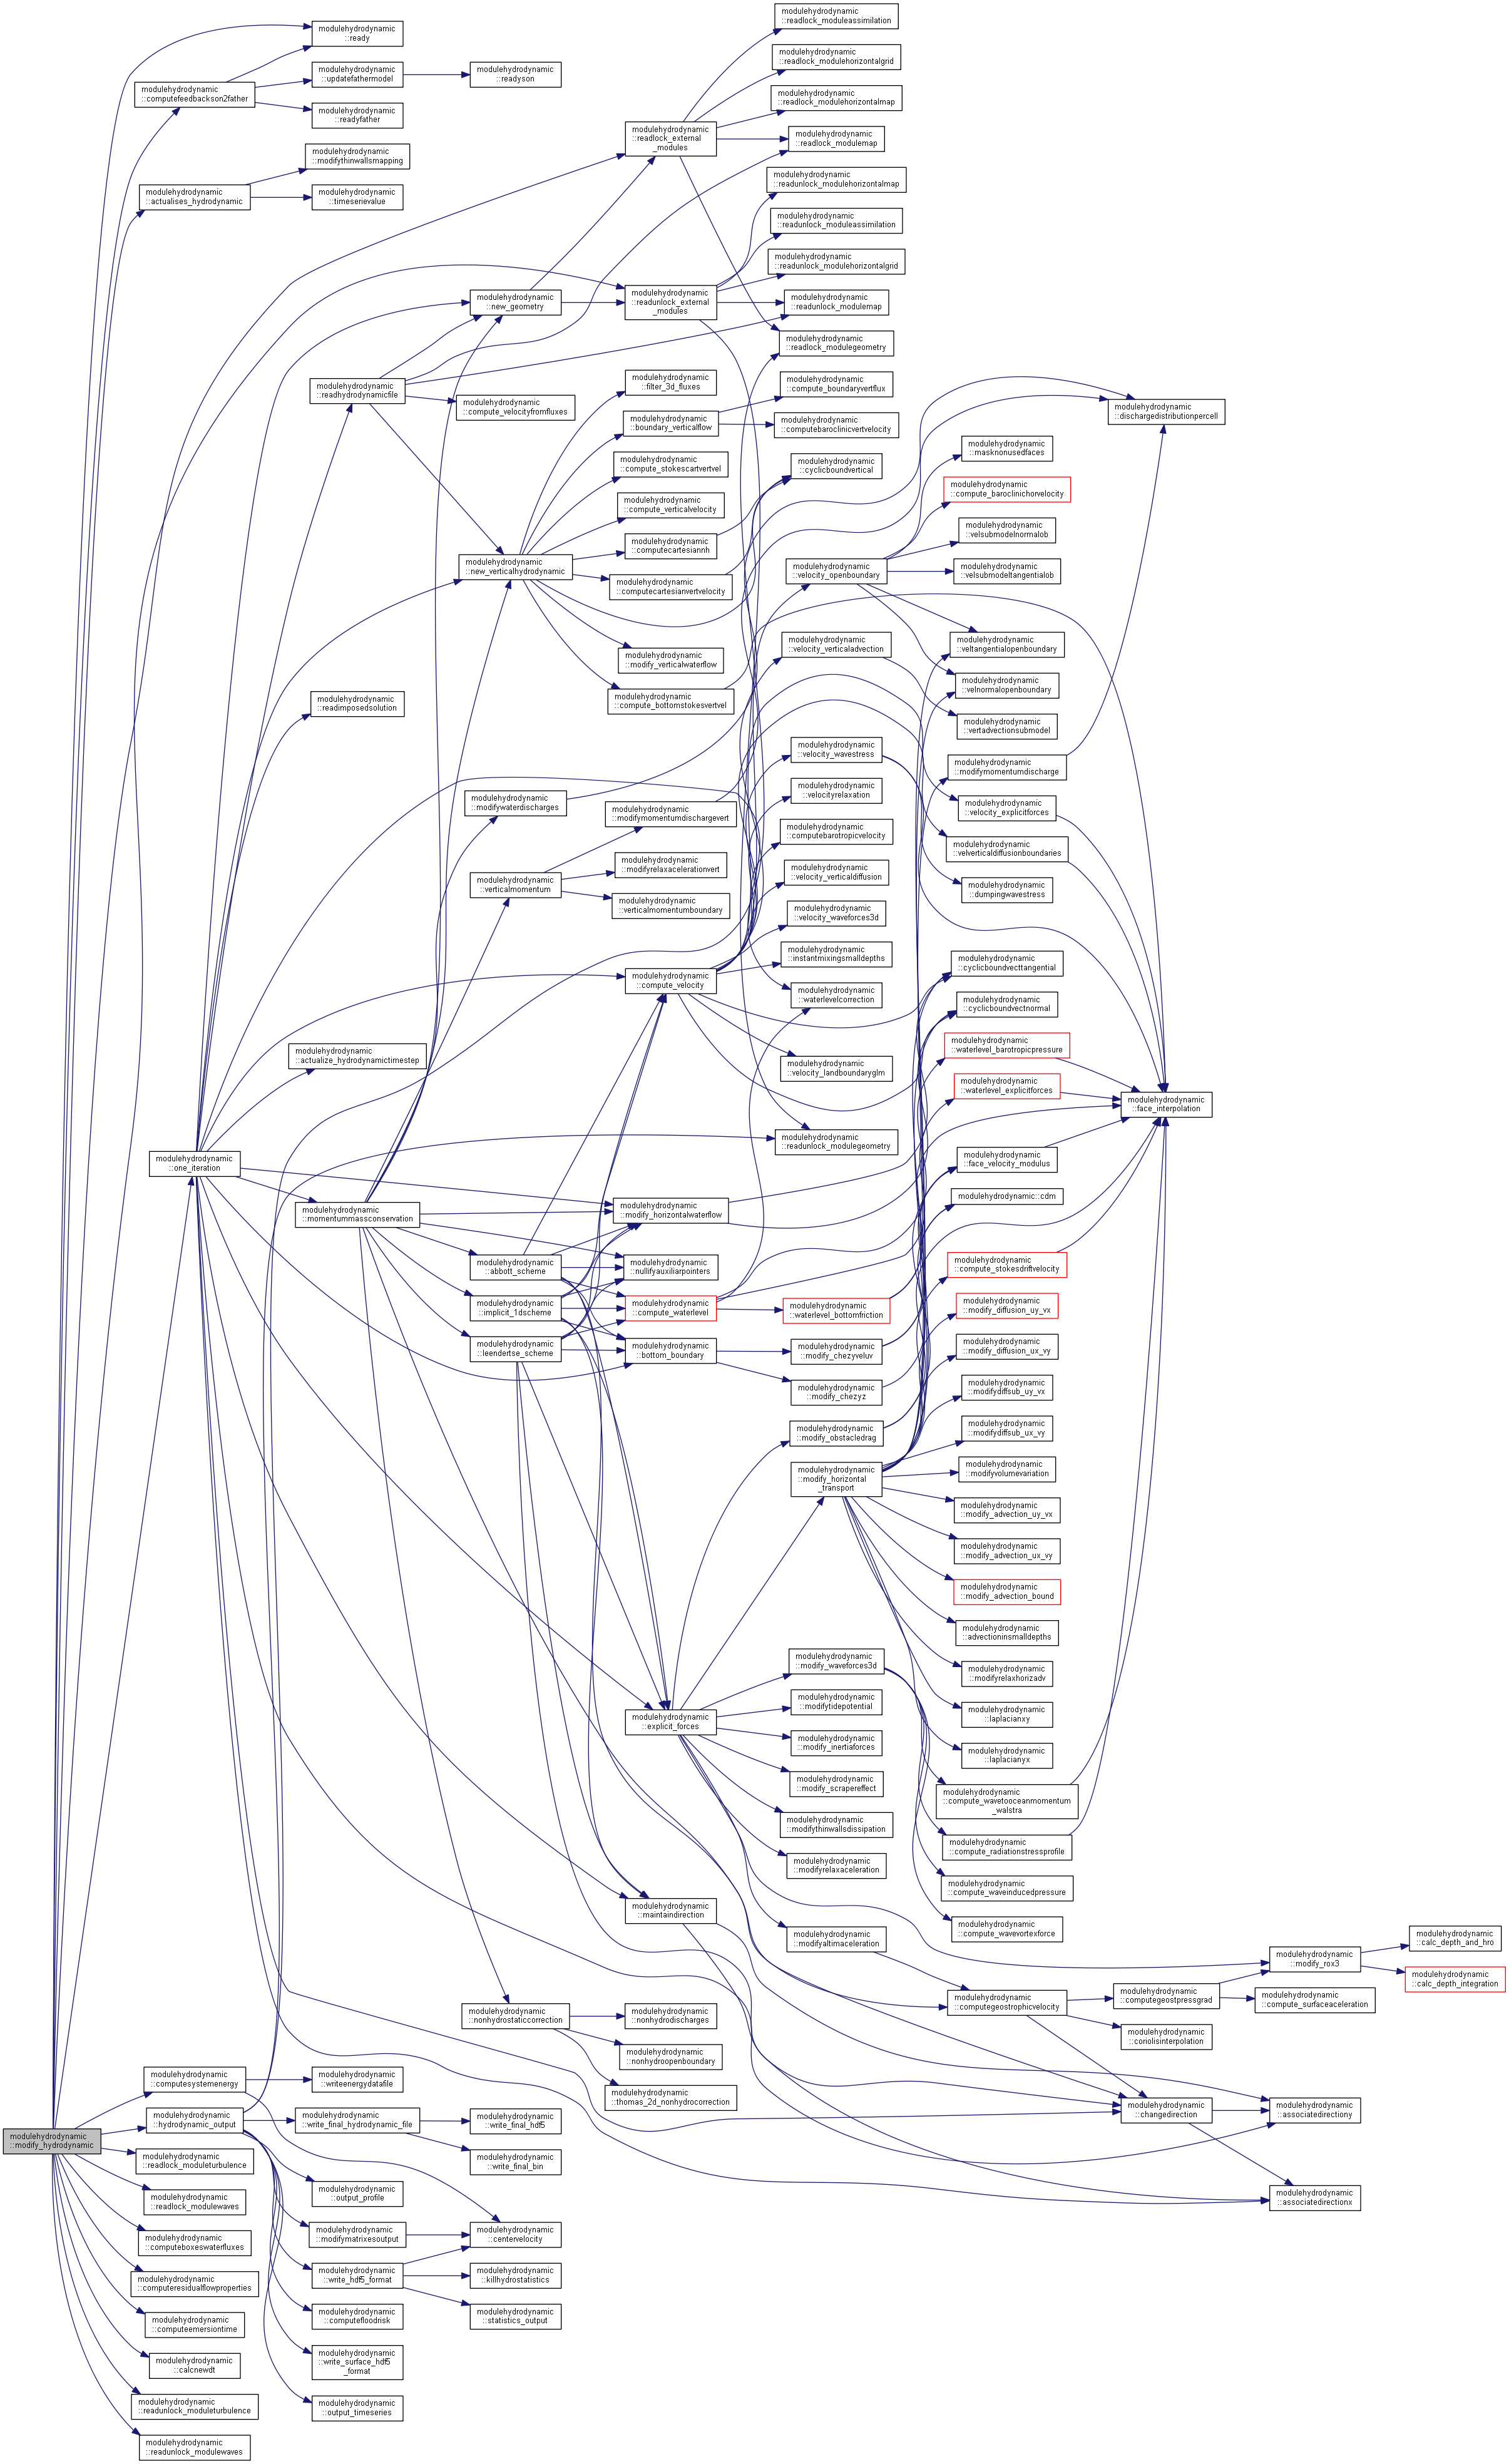 modulehydrodynamic
::modify_hydrodynamic
modulehydrodynamic
::computefeedbackson2father
modulehydrodynamic
::actualises_hydrodynamic
modulehydrodynamic
::one_iteration
modulehydrodynamic
::computesystemenergy
modulehydrodynamic
::hydrodynamic_output
modulehydrodynamic
::readlock_moduleturbulence
modulehydrodynamic
::readlock_modulewaves
modulehydrodynamic
::computeboxeswaterfluxes
modulehydrodynamic
::computeresidualflowproperties
modulehydrodynamic
::computeemersiontime
modulehydrodynamic
::calcnewdt
modulehydrodynamic
::readunlock_moduleturbulence
modulehydrodynamic
::readunlock_modulewaves
modulehydrodynamic
::ready
modulehydrodynamic
::updatefathermodel
modulehydrodynamic
::readyfather
modulehydrodynamic
::modifythinwallsmapping
modulehydrodynamic
::timeserievalue
modulehydrodynamic
::readhydrodynamicfile
modulehydrodynamic
::readimposedsolution
modulehydrodynamic
::actualize_hydrodynamictimestep
modulehydrodynamic
::momentummassconservation
modulehydrodynamic
::writeenergydatafile
modulehydrodynamic
::write_final_hydrodynamic_file
modulehydrodynamic
::output_profile
modulehydrodynamic
::modifymatrixesoutput
modulehydrodynamic
::write_hdf5_format
modulehydrodynamic
::computefloodrisk
modulehydrodynamic
::write_surface_hdf5
_format
modulehydrodynamic
::output_timeseries
modulehydrodynamic
::readyson
modulehydrodynamic
::new_geometry
modulehydrodynamic
::compute_velocityfromfluxes
modulehydrodynamic
::new_verticalhydrodynamic
modulehydrodynamic
::modifywaterdischarges
modulehydrodynamic
::verticalmomentum
modulehydrodynamic
::abbott_scheme
modulehydrodynamic
::implicit_1dscheme
modulehydrodynamic
::leendertse_scheme
modulehydrodynamic
::nonhydrostaticcorrection
modulehydrodynamic
::write_final_hdf5
modulehydrodynamic
::write_final_bin
modulehydrodynamic
::centervelocity
modulehydrodynamic
::killhydrostatistics
modulehydrodynamic
::statistics_output
modulehydrodynamic
::readlock_external
_modules
modulehydrodynamic
::readunlock_external
_modules
modulehydrodynamic
::filter_3d_fluxes
modulehydrodynamic
::boundary_verticalflow
modulehydrodynamic
::compute_stokescartvertvel
modulehydrodynamic
::compute_verticalvelocity
modulehydrodynamic
::computecartesiannh
modulehydrodynamic
::computecartesianvertvelocity
modulehydrodynamic
::modify_verticalwaterflow
modulehydrodynamic
::compute_bottomstokesvertvel
modulehydrodynamic
::modifymomentumdischargevert
modulehydrodynamic
::modifyrelaxacelerationvert
modulehydrodynamic
::verticalmomentumboundary
modulehydrodynamic
::compute_velocity
modulehydrodynamic
::modify_horizontalwaterflow
modulehydrodynamic
::nullifyauxiliarpointers
modulehydrodynamic
::compute_waterlevel
modulehydrodynamic
::bottom_boundary
modulehydrodynamic
::explicit_forces
modulehydrodynamic
::maintaindirection
modulehydrodynamic
::nonhydrodischarges
modulehydrodynamic
::nonhydroopenboundary
modulehydrodynamic
::thomas_2d_nonhydrocorrection
modulehydrodynamic
::readlock_moduleassimilation
modulehydrodynamic
::readlock_modulehorizontalgrid
modulehydrodynamic
::readlock_modulehorizontalmap
modulehydrodynamic
::readlock_modulemap
modulehydrodynamic
::readunlock_modulehorizontalmap
modulehydrodynamic
::readunlock_moduleassimilation
modulehydrodynamic
::readunlock_modulehorizontalgrid
modulehydrodynamic
::readunlock_modulemap
modulehydrodynamic
::readlock_modulegeometry
modulehydrodynamic
::compute_boundaryvertflux
modulehydrodynamic
::computebaroclinicvertvelocity
modulehydrodynamic
::cyclicboundvertical
modulehydrodynamic
::velocity_openboundary
modulehydrodynamic
::velocity_verticaladvection
modulehydrodynamic
::velocity_wavestress
modulehydrodynamic
::velocityrelaxation
modulehydrodynamic
::computebarotropicvelocity
modulehydrodynamic
::velocity_verticaldiffusion
modulehydrodynamic
::velocity_waveforces3d
modulehydrodynamic
::instantmixingsmalldepths
modulehydrodynamic
::waterlevelcorrection
modulehydrodynamic
::velocity_landboundaryglm
modulehydrodynamic
::readunlock_modulegeometry
modulehydrodynamic
::waterlevel_bottomfriction
modulehydrodynamic
::modify_chezyveluv
modulehydrodynamic
::modify_chezyz
modulehydrodynamic
::modify_obstacledrag
modulehydrodynamic
::modify_horizontal
_transport
modulehydrodynamic
::modify_waveforces3d
modulehydrodynamic
::modifytidepotential
modulehydrodynamic
::modify_inertiaforces
modulehydrodynamic
::modify_scrapereffect
modulehydrodynamic
::modifythinwallsdissipation
modulehydrodynamic
::modifyrelaxaceleration
modulehydrodynamic
::modifyaltimaceleration
modulehydrodynamic
::masknonusedfaces
modulehydrodynamic
::compute_baroclinichorvelocity
modulehydrodynamic
::velsubmodelnormalob
modulehydrodynamic
::velsubmodeltangentialob
modulehydrodynamic
::veltangentialopenboundary
modulehydrodynamic
::velnormalopenboundary
modulehydrodynamic
::vertadvectionsubmodel
modulehydrodynamic
::modifymomentumdischarge
modulehydrodynamic
::velocity_explicitforces
modulehydrodynamic
::velverticaldiffusionboundaries
modulehydrodynamic
::dumpingwavestress
modulehydrodynamic
::cyclicboundvecttangential
modulehydrodynamic
::cyclicboundvectnormal
modulehydrodynamic
::waterlevel_barotropicpressure
modulehydrodynamic
::waterlevel_explicitforces
modulehydrodynamic
::face_velocity_modulus
modulehydrodynamic::cdm
modulehydrodynamic
::compute_stokesdriftvelocity
modulehydrodynamic
::modify_diffusion_uy_vx
modulehydrodynamic
::modify_diffusion_ux_vy
modulehydrodynamic
::modifydiffsub_uy_vx
modulehydrodynamic
::modifydiffsub_ux_vy
modulehydrodynamic
::modifyvolumevariation
modulehydrodynamic
::modify_advection_uy_vx
modulehydrodynamic
::modify_advection_ux_vy
modulehydrodynamic
::modify_advection_bound
modulehydrodynamic
::advectioninsmalldepths
modulehydrodynamic
::modifyrelaxhorizadv
modulehydrodynamic
::laplacianxy
modulehydrodynamic
::laplacianyx
modulehydrodynamic
::compute_wavetooceanmomentum
_walstra
modulehydrodynamic
::compute_radiationstressprofile
modulehydrodynamic
::compute_waveinducedpressure
modulehydrodynamic
::compute_wavevortexforce
modulehydrodynamic
::computegeostrophicvelocity
modulehydrodynamic
::dischargedistributionpercell
modulehydrodynamic
::face_interpolation
modulehydrodynamic
::computegeostpressgrad
modulehydrodynamic
::coriolisinterpolation
modulehydrodynamic
::changedirection
modulehydrodynamic
::modify_rox3
modulehydrodynamic
::compute_surfaceaceleration
modulehydrodynamic
::associatedirectiony
modulehydrodynamic
::associatedirectionx
modulehydrodynamic
::calc_depth_and_hro
modulehydrodynamic
::calc_depth_integration